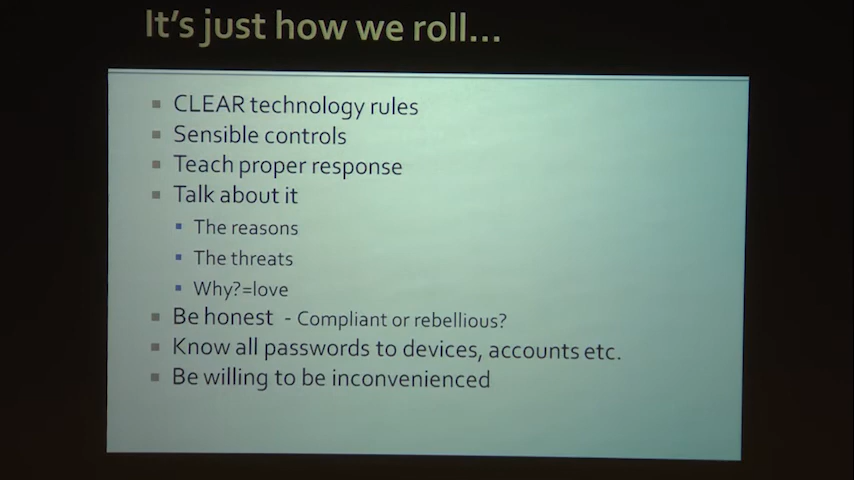 It's just how we roll...
CLEAR technology rules
Sensible controls
Teach proper response
Talk about it
The reasons
The threats
Why?=love
Be honest - Compliant or rebellious?
Know all passwords to devices, accounts etc.
Be willing to be inconvenienced